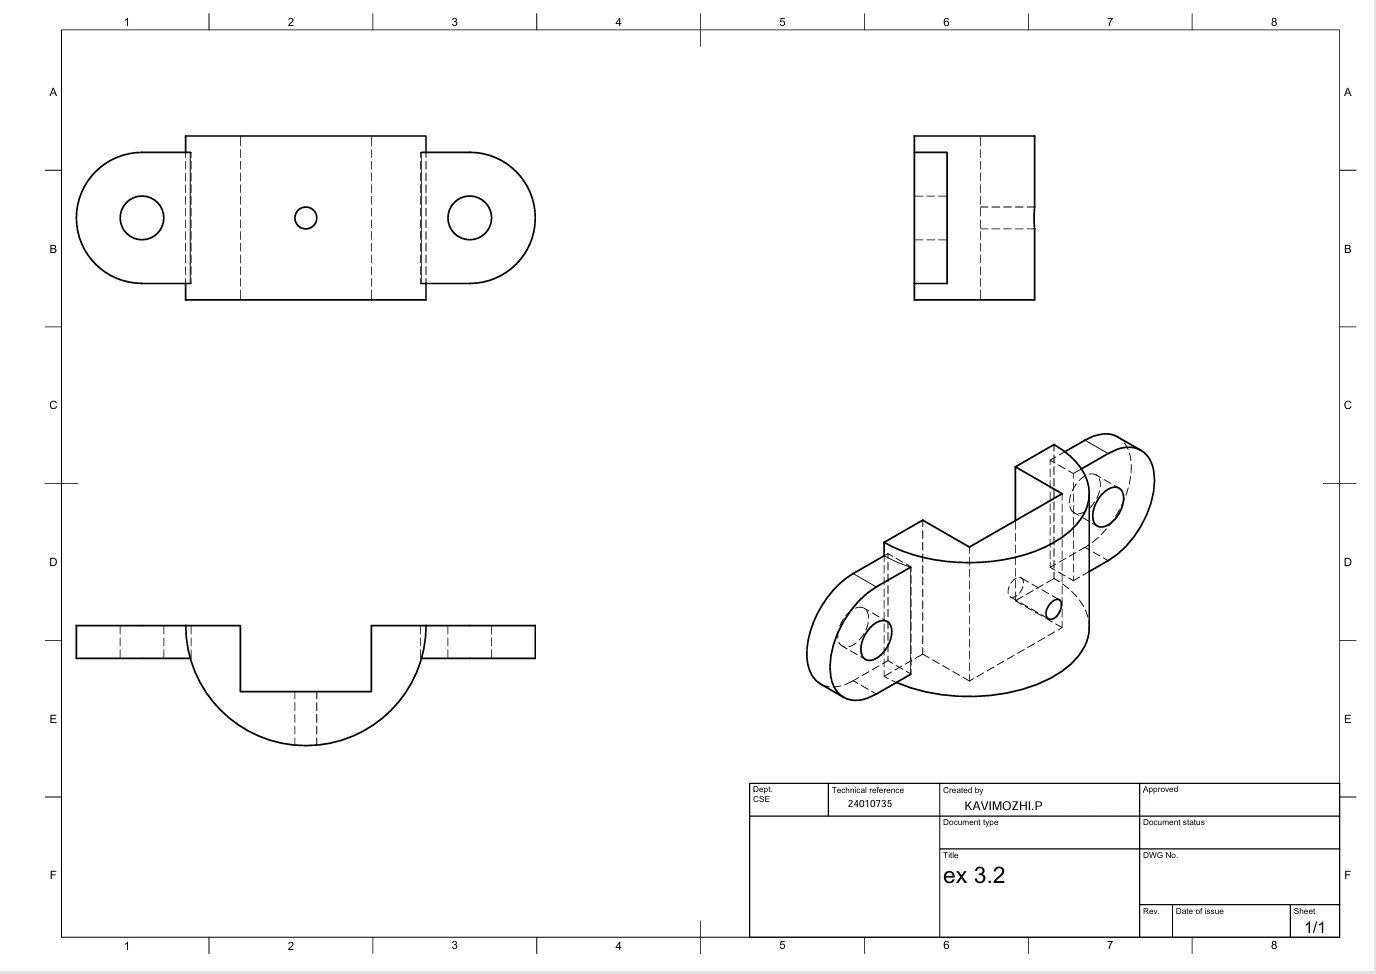 1 2 3 4 5 6 7 8
A A
B B
C C
D D
E E
F F
Dept. Technical reference Created by Approved
CSE 24010735 KAVIMOZHI.P
Document type Document status
Title DWG No.
ex 3.2
Rev. Date of issue Sheet
1/1
1 2 3 4 5 6 7 8